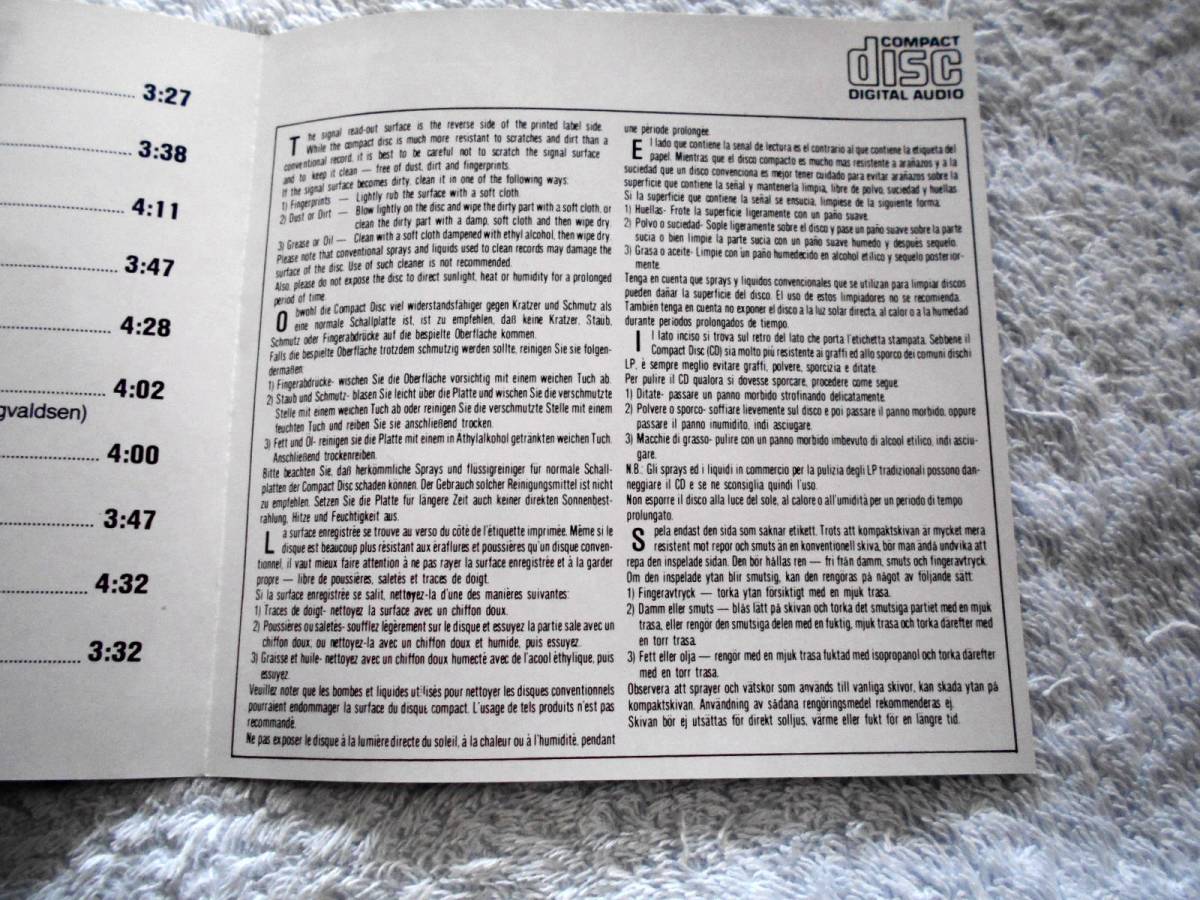 3:27
3:38
4:11
3:47
4:28
4:02
gvaldsen)
4:00
3:47
4:32
3:32
COMPACT
disc
DIGITAL AUDIO
The signal read-out surface is the reverse side of the printed label side.
While the compact disc is much more resistant to scratches and dirt than a
conventional record, it is best to be careful not to scratch the signal surface
and to keep it clean — free of dust, dirt and fingerprints.
If the signal surface becomes dirty, clean it in one of the following ways:
1) Fingerprints — Lightly rub the surface with a soft cloth.
2) Dust or Dirt — Blow lightly on the disc and wipe the dirty part with a soft cloth, or
clean the dirty part with a damp, soft cloth and then wipe dry.
3) Grease or Oil — Clean with a soft cloth dampened with ethyl alcohol, then wipe dry.
Please note that conventional sprays and liquids used to clean records may damage the
surface of the disc. Use of such cleaner is not recommended.
Also, please do not expose the disc to direct sunlight, heat or humidity for a prolonged
period of time.
Obwohl die Compact Disc viel widerstandsfähiger gegen Kratzer und Schmutz als
eine normale Schallplatte ist, ist zu empfehlen, daß keine Kratzer, Staub,
Schmutz oder Fingerabdrücke auf die bespielte Oberfläche kommen.
Falls die bespielte Oberfläche trotzdem schmutzig werden sollte, reinigen Sie sie folgen-
dermaßen:
1) Fingerabdrucke- wischen Sie die Oberfläche vorsichtig mit einem weichen Tuch ab.
2) Staub und Schmutz- blasen Sie leicht über die Platte und wischen Sie die verschmutzte
Stelle mit einem weichen Tuch ab oder reinigen Sie die verschmutzte Stelle mit einem
feuchten Tuch und reiben Sie sie anschließend trocken.
3) Fett und Öl- reinigen sie die Platte mit einem in Athylalkohol getränkten weichen Tuch.
Anschließend trockenreiben.
Bitte beachten Sie, daß herkömmliche Sprays und flüssigreiniger für normale Schall-
platten der Compact Disc schaden können. Der Gebrauch solcher Reinigungsmittel ist nicht
zu empfehlen. Setzen Sie die Platte für längere Zeit auch keiner direkten Sonnenbest-
rahlung, Hitze und Feuchtigkeit aus.
La surface enregistrée se trouve au verso du côté de l'étiquette imprimée. Même si le
disque est beaucoup plus résistant aux éraflures et poussières qu'un disque conven-
tionnel, il vaut mieux faire attention à ne pas rayer la surface enregistrée et à la garder
propre — libre de poussières, saletés et traces de doigt.
Si la surface enregistrée se salit, nettoyez-la d'une des manières suivantes:
1) Traces de doigt- nettoyez la surface avec un chiffon doux.
2) Poussières ou saletés- soufflez légèrement sur le disque et essuyez la partie sale avec un
chiffon doux, ou nettoyez-la avec un chiffon doux et humide, puis essuyez.
3) Graisse et huile- nettoyez avec un chiffon doux humecté avec de l'acool éthylique, puis
essuyez.
Veuillez noter que les bombes et liquides utilisés pour nettoyer les disques conventionnels
pourraient endommager la surface du disque compact. L'usage de tels produits n'est pas
recommandé.
Ne pas exposer le disque à la lumière directe du soleil, à la chaleur ou à l'humidité, pendant
une période prolongée.
El lado que contiene la senal de lectura es el contrario al que contiene la etiqueta del
papel. Mientras que el disco compacto es mucho mas resistente a arañazos y a la
suciedad que un disco convenciona es mejor tener cuidado para evitar arañazos sobre la
superficie que contiene la señal y mantenerla limpia, libre de polvo, suciedad y huellas.
Si la superficie que contiene la señal se ensucia, limpiese de la siguiente forma.
1) Huellas- Frote la superficie ligeramente con un paño suave.
2) Polvo o suciedad- Sople ligeramente sobre el disco y pase un paño suave sobre la parte
sucia o bien limpie la parte sucia con un paño suave humedo y después sequelo.
3) Grasa o aceite- Limpie con un paño humedecido en alcohol etilico y sequelo posterior-
mente.
Tenga en cuenta que sprays y liquidos convencionales que se utilizan para limpiar discos
pueden dañar la superficie del disco. El uso de estos limpiadores no se recomienda.
También tenga en cuenta no exponer el disco a la luz solar directa, al calor o a la humedad
durante periodos prolongados de tiempo.
Il lato inciso si trova sul retro del lato che porta l'etichetta stampata. Sebbene il
Compact Disc (CD) sia molto più resistente ai graffi ed allo sporco dei comuni dischi
LP, è sempre meglio evitare graffi, polvere, sporcizia e ditate.
Per pulire il CD qualora si dovesse sporcare, procedere come segue:
1) Ditate- passare un panno morbido strofinando delicatamente.
2) Polvere o sporco- soffiare lievemente sul disco e poi passare il panno morbido, oppure
passare il panno inumidito, indi asciugare.
3) Macchie di grasso- pulire con un panno morbido imbevuto di alcool etilico, indi asciu-
gare.
N.B.: Gli sprays ed i liquidi in commercio per la pulizia degli LP tradizionali possono dan-
neggiare il CD e se ne sconsiglia quindi l'uso.
Non esporre il disco alla luce del sole, al calore o all'umidità per un periodo di tempo
prolungato.
Spela endast den sida som saknar etikett. Trots att kompaktskivan är mycket mera
resistent mot repor och smuts än en konventionell skiva, bör man ändå undvika att
repa den inspelade sidan. Den bör hållas ren — fri från damm, smuts och fingeravtryck.
Om den inspelade ytan blir smutsig, kan den rengöras på något av följande sätt:
1) Fingeravtryck — torka ytan försiktigt med en mjuk trasa.
2) Damm eller smuts — blås lätt på skivan och torka det smutsiga partiet med en mjuk
trasa, eller rengör den smutsiga delen med en fuktig, mjuk trasa och torka därefter med
en torr trasa.
3) Fett eller olja — rengör med en mjuk trasa fuktad med isopropanol och torka därefter
med en torr trasa.
Observera att sprayer och vätskor som används till vanliga skivor, kan skada ytan på
kompaktskivan. Användning av sådana rengöringsmedel rekommenderas ej.
Skivan bör ej utsättas för direkt solljus, värme eller fukt för en längre tid.